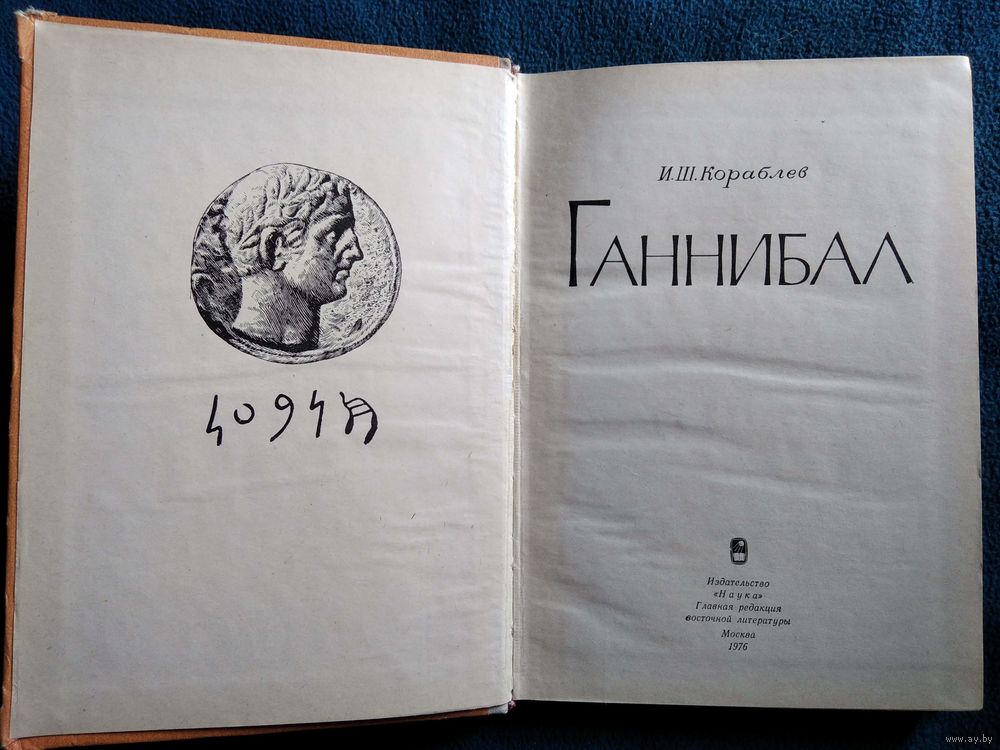 𐤇𐤍𐤁𐤏𐤋
И.Ш.Кораблев
ГАННИБАЛ
Издательство
«Наука»
Главная редакция
восточной литературы
Москва
1976
www.ay.by